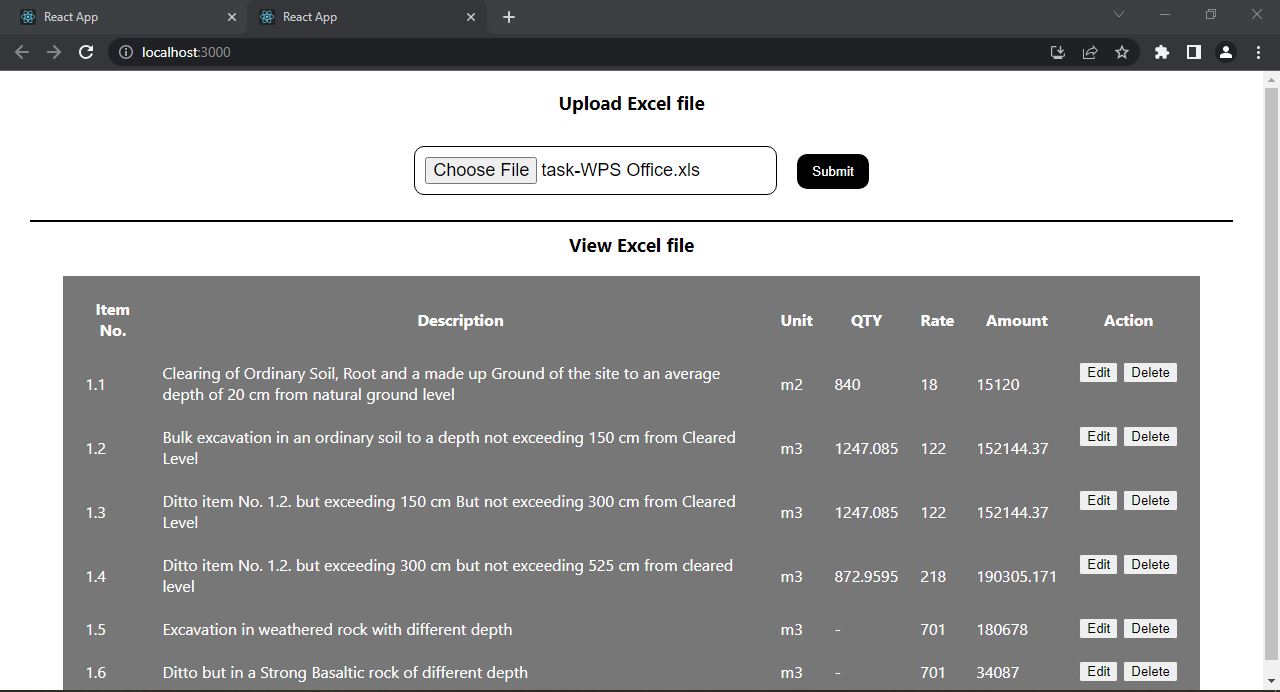 React App
React App
localhost:3000
Upload Excel file
Choose File task-WPS Office.xls
Submit
View Excel file
Item No. Description Unit QTY Rate Amount Action
1.1 Clearing of Ordinary Soil, Root and a made up Ground of the site to an average m2 840 18 15120 Edit Delete
depth of 20 cm from natural ground level
1.2 Bulk excavation in an ordinary soil to a depth not exceeding 150 cm from Cleared m3 1247.085 122 152144.37 Edit Delete
Level
1.3 Ditto item No. 1.2. but exceeding 150 cm But not exceeding 300 cm from Cleared m3 1247.085 122 152144.37 Edit Delete
Level
1.4 Ditto item No. 1.2. but exceeding 300 cm but not exceeding 525 cm from cleared m3 872.9595 218 190305.171 Edit Delete
level
1.5 Excavation in weathered rock with different depth m3 - 701 180678 Edit Delete
1.6 Ditto but in a Strong Basaltic rock of different depth m3 - 701 34087 Edit Delete